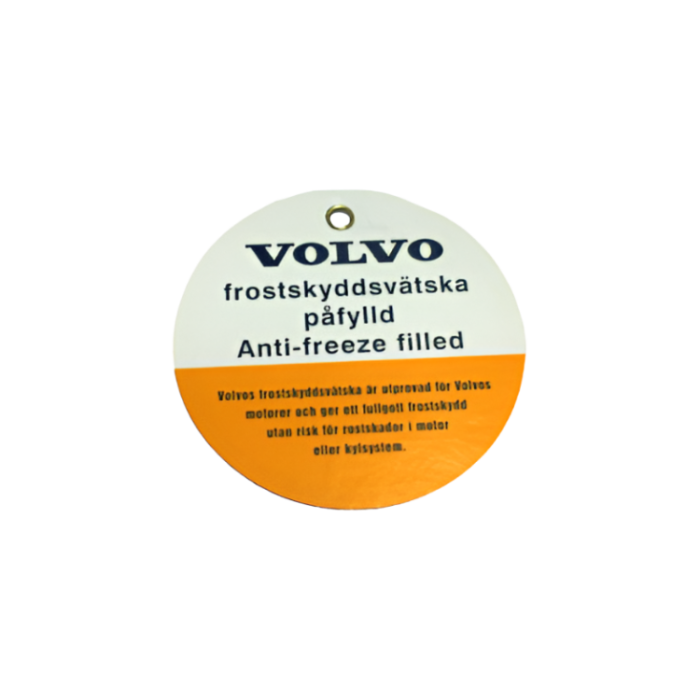 VOLVO
frostskyddsvätska
påfylld
Anti-freeze filled
Volvos frostskyddsvätska är utprovad för Volvos
motorer och ger ett fullgott frostskydd
utan risk för rostskador i motor
eller kylsystem.